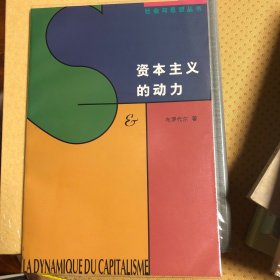 社会与思想丛书
资本主义
的动力
&
布罗代尔 著
LA DYNAMIQUE DU CAPITALISME